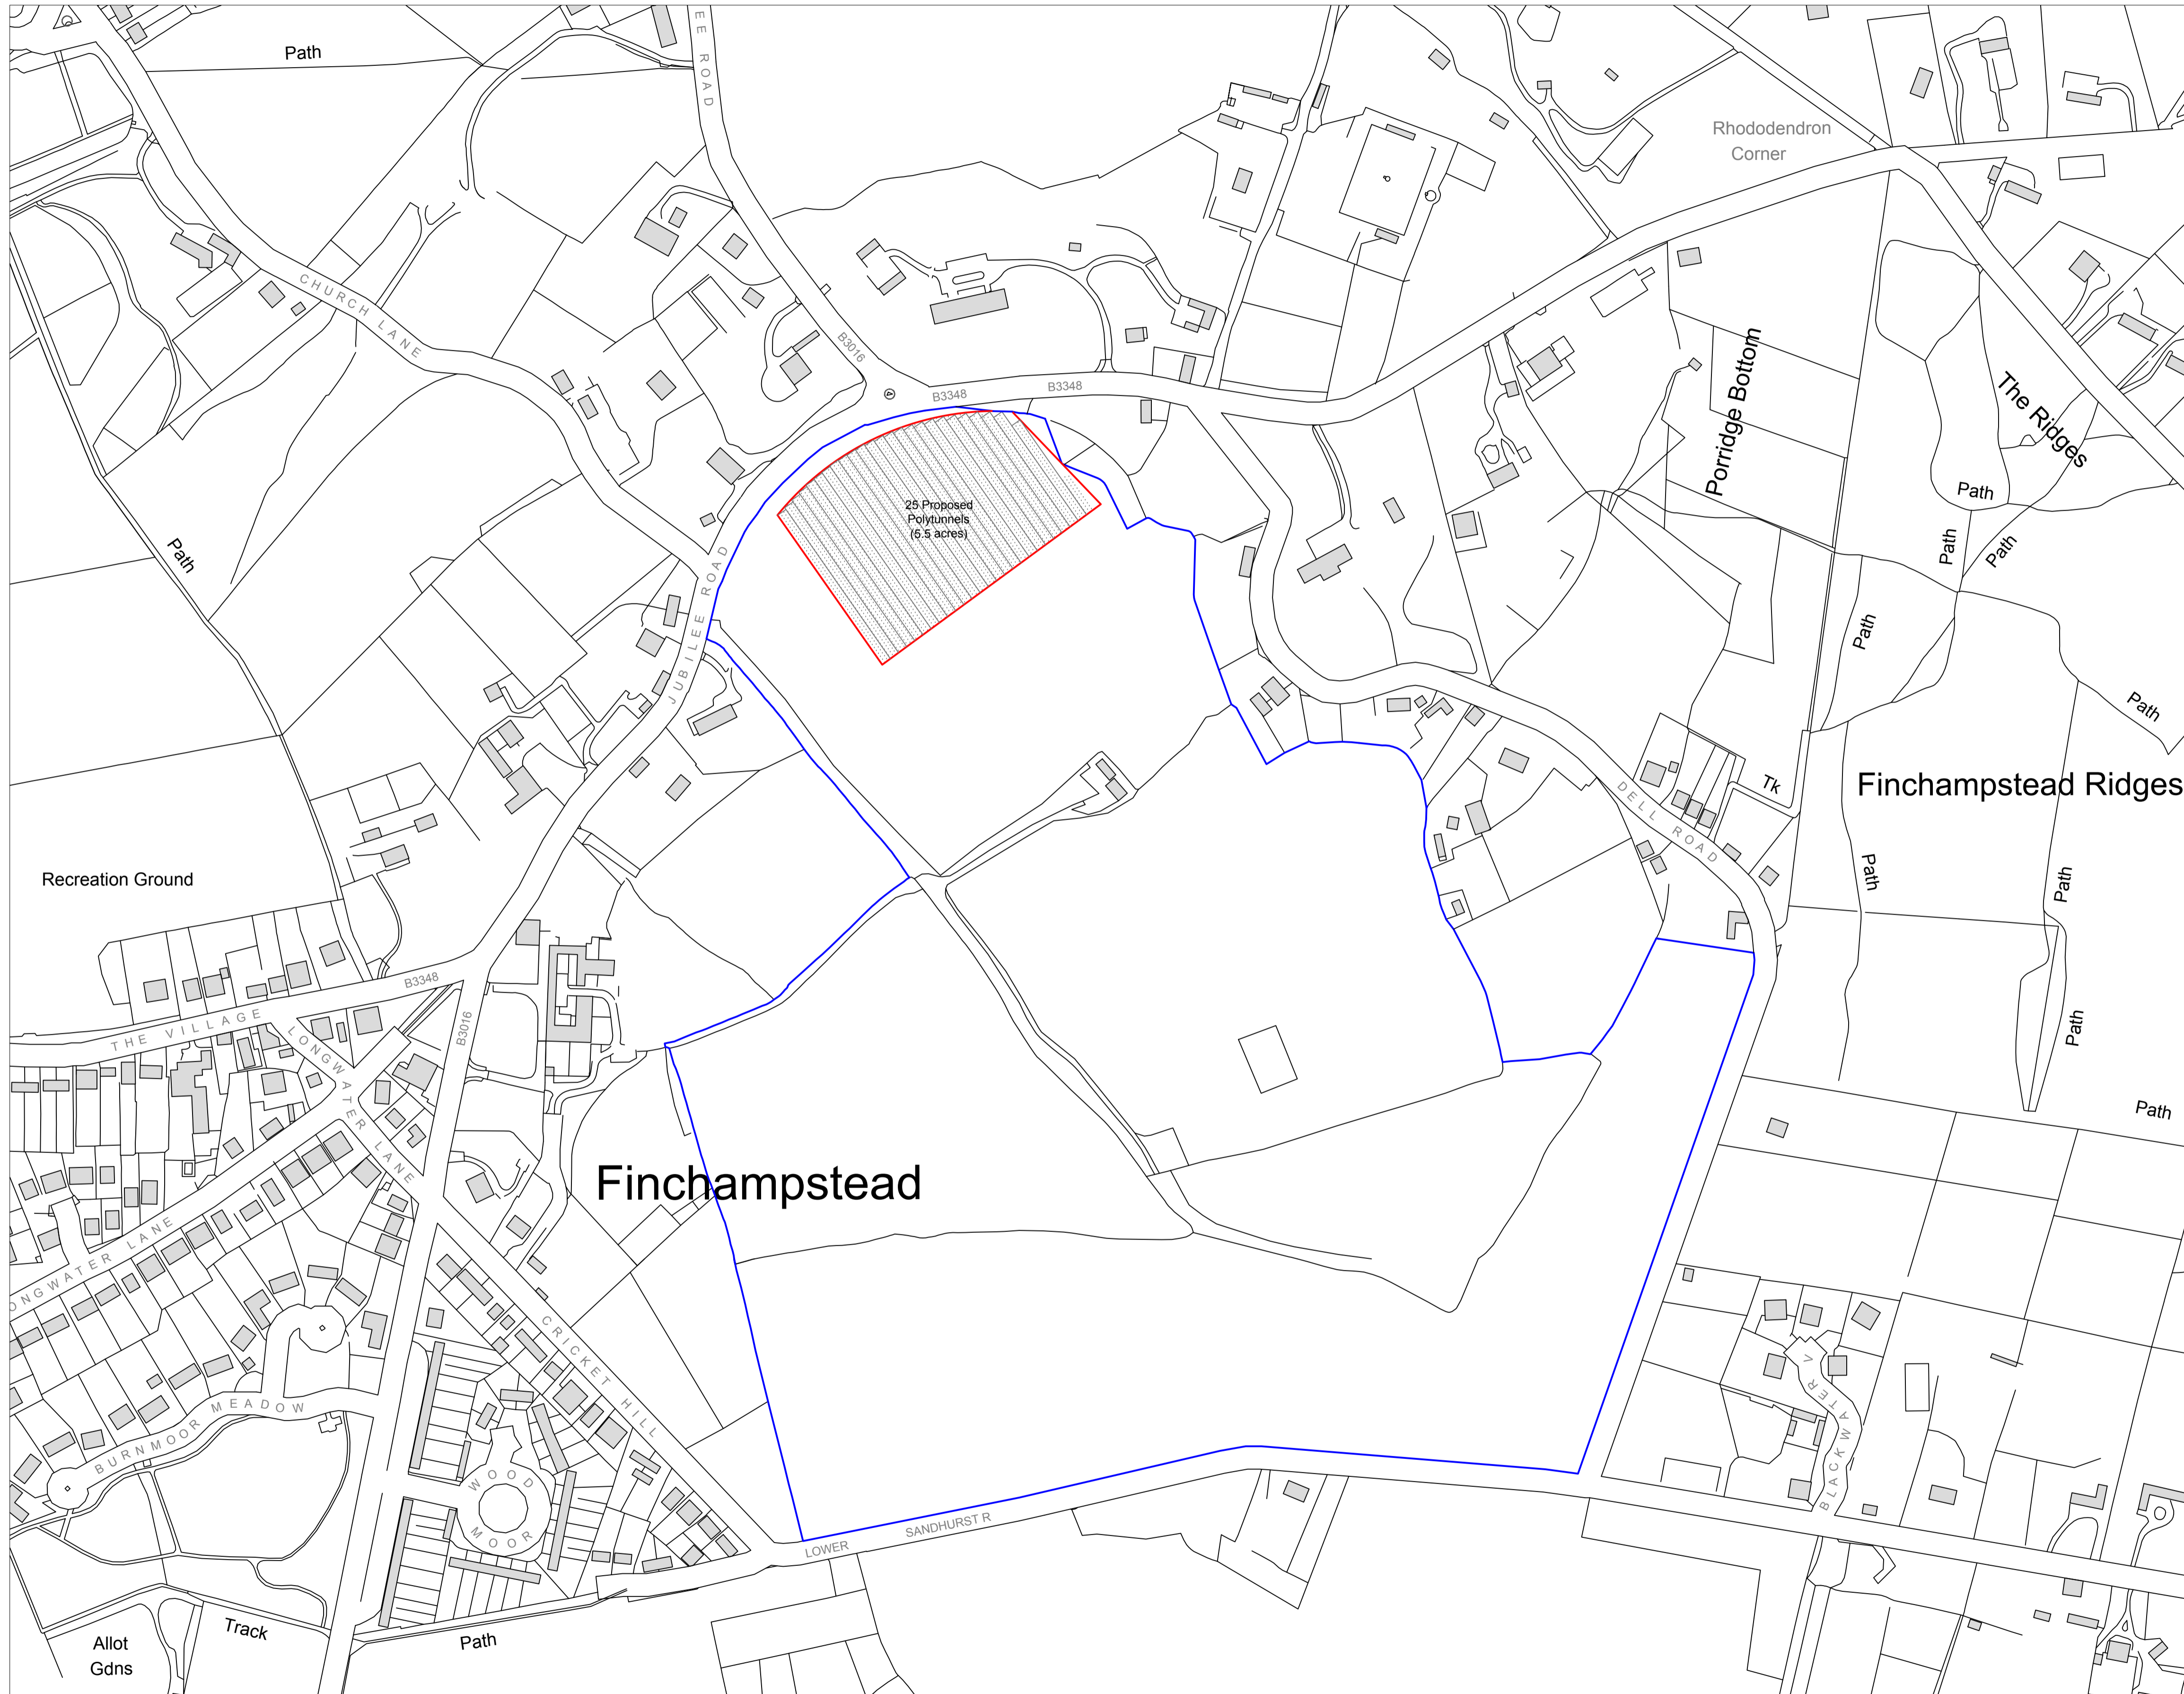 Path
EE ROAD
Rhododendron
Corner
CHURCH LANE
B3016
B3348
B3348
Porridge Bottom
The Ridges
25 Proposed
Polytunnels
(5.5 acres)
Path
Path
Path
Path
Path
JUBILEE ROAD
Path
Tk
Finchampstead Ridges
DELL ROAD
Recreation Ground
Path
Path
B3348
THE VILLAGE
B3016
LONGWATER LANE
Path
Path
Finchampstead
ONGWATER LANE
CRICKET HILL
BURNMOOR MEADOW
WOOD
MOOR
BLACKWATER V
SANDHURST R
LOWER
Track
Path
Allot
Gdns